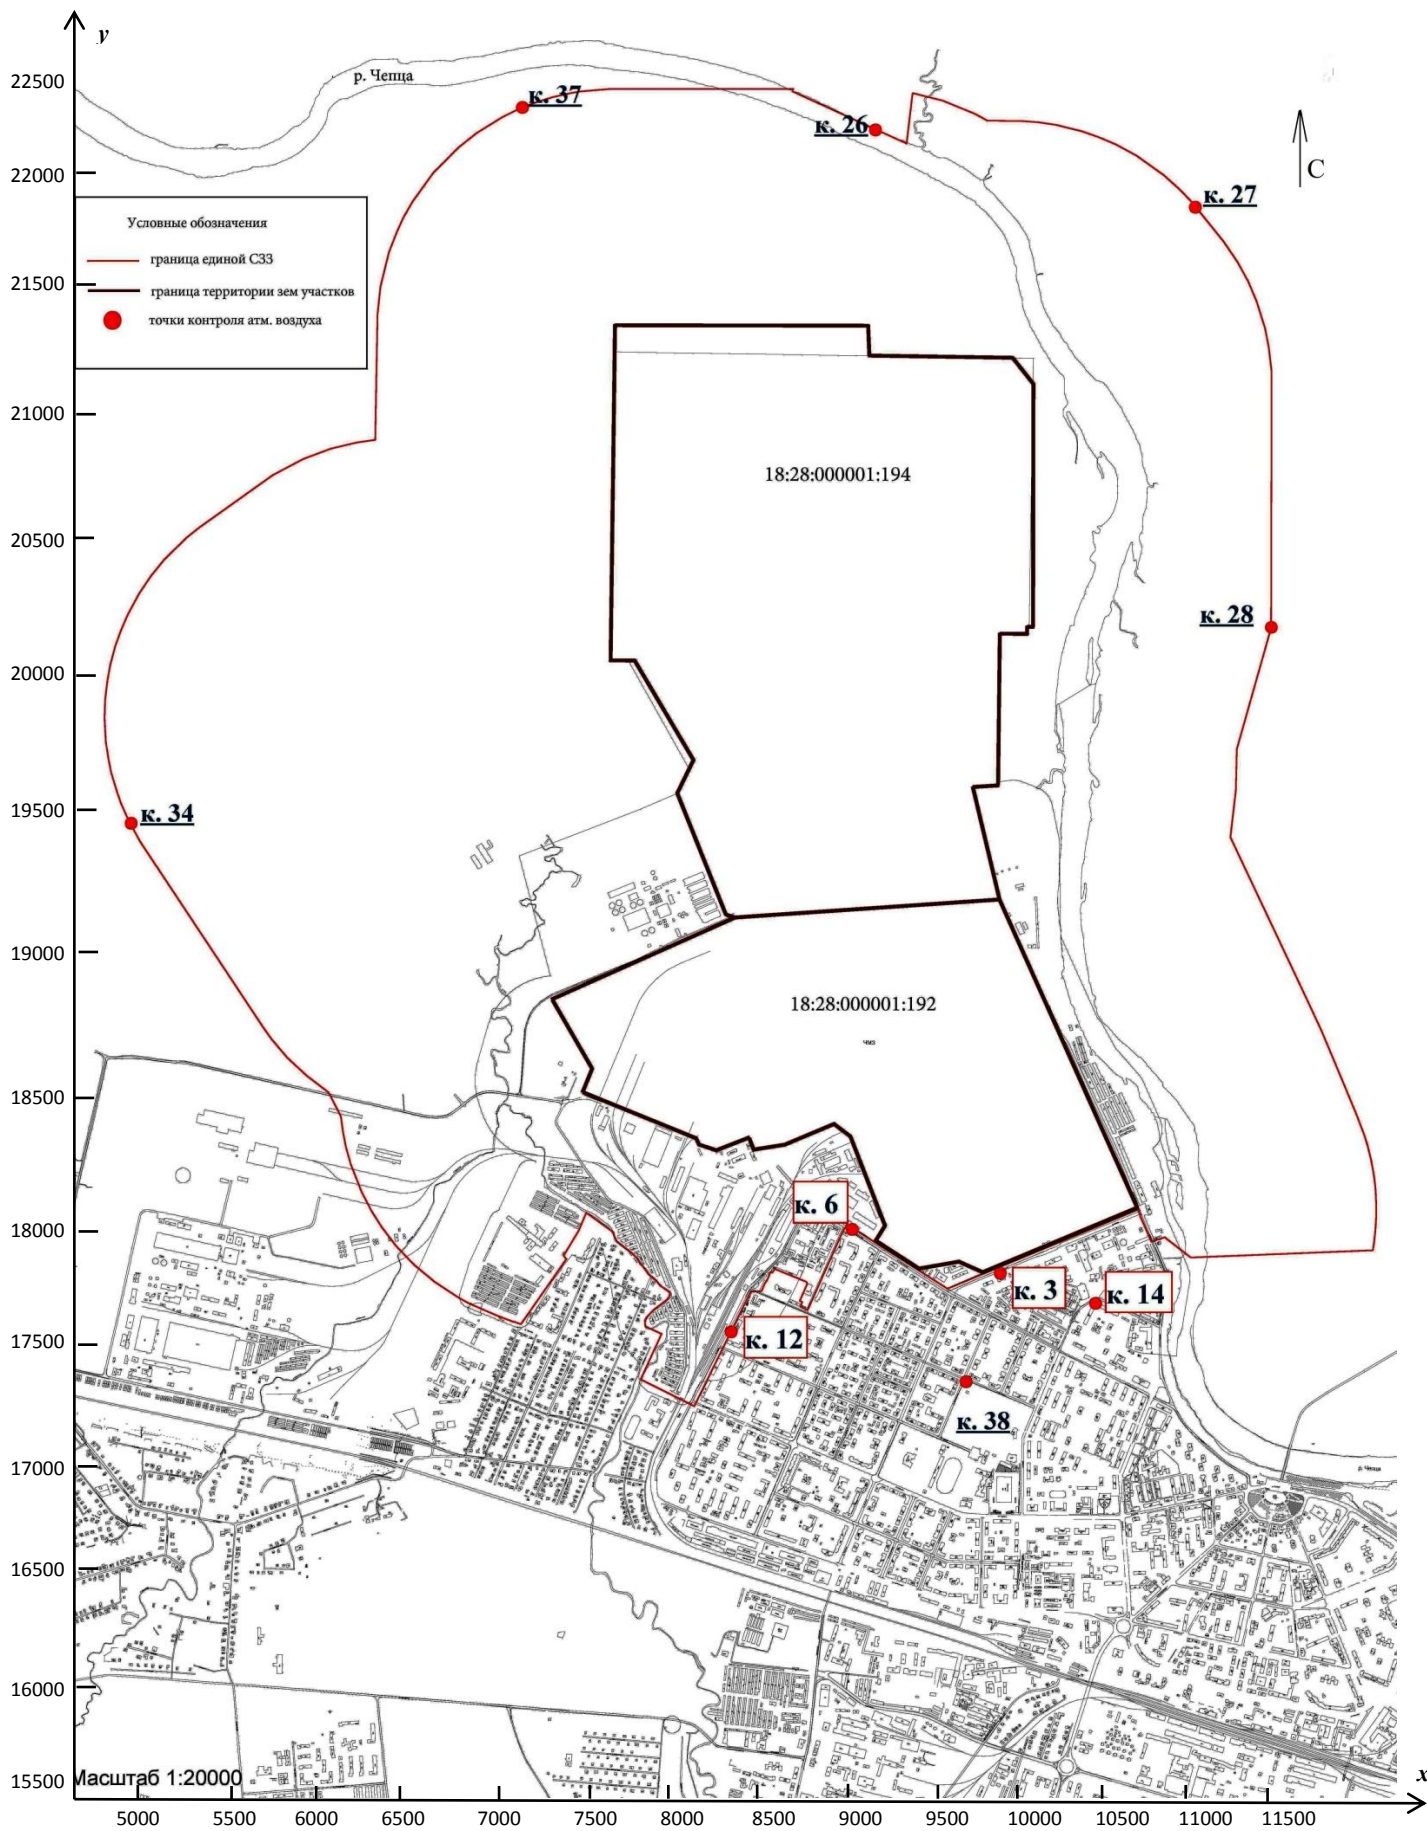 y
22500
р. Чепца
к. 37
к. 26
22000
С
к. 27
Условные обозначения
граница единой СЗЗ
21500
граница территории зем участков
точки контроля атм. воздуха
21000
18:28:000001:194
20500
к. 28
20000
19500
к. 34
19000
18:28:000001:192
чмз
18500
к. 6
18000
к. 3
к. 14
17500
к. 12
к. 38
17000
р. Чепца
16500
16000
15500
Масштаб 1:20000
x
5000 5500 6000 6500 7000 7500 8000 8500 9000 9500 10000 10500 11000 11500